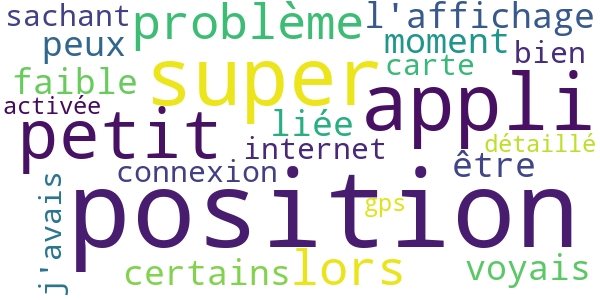 sachant
problème
l'affichage
peux
moment
bien
super
carte
faible
appli
activée
petit
liée
détaillé
internet
être
connexion
position
j'avais
gps
certains
lors
voyais